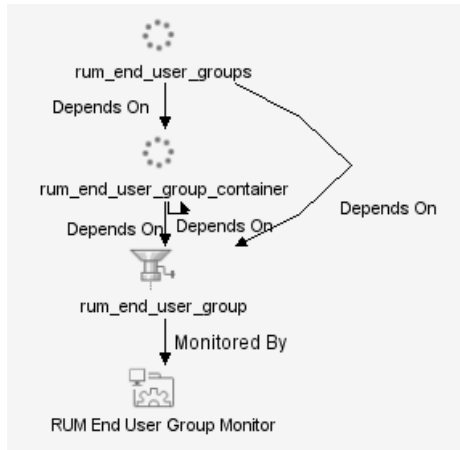 rum_end_user_groups
Depends On
rum_end_user_group_container
Depends On
Depends On
Depends On
rum_end_user_group
Monitored By
RUM End User Group Monitor